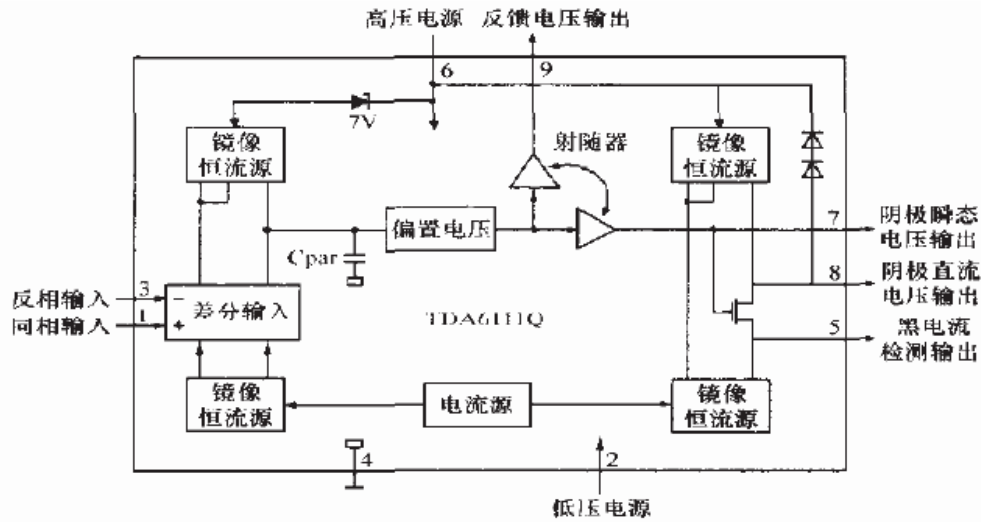 高压电源 反馈电压输出
6
9
7V
镜像
恒流源
射随器
镜像
恒流源
偏置电压
Cpar
7
阴极瞬态
电压输出
8
阴极直流
电压输出
反相输入
3
−
同相输入
1
+
差分输入
TDA6111Q
5
黑电流
检测输出
镜像
恒流源
电流源
镜像
恒流源
4
2
低压电源